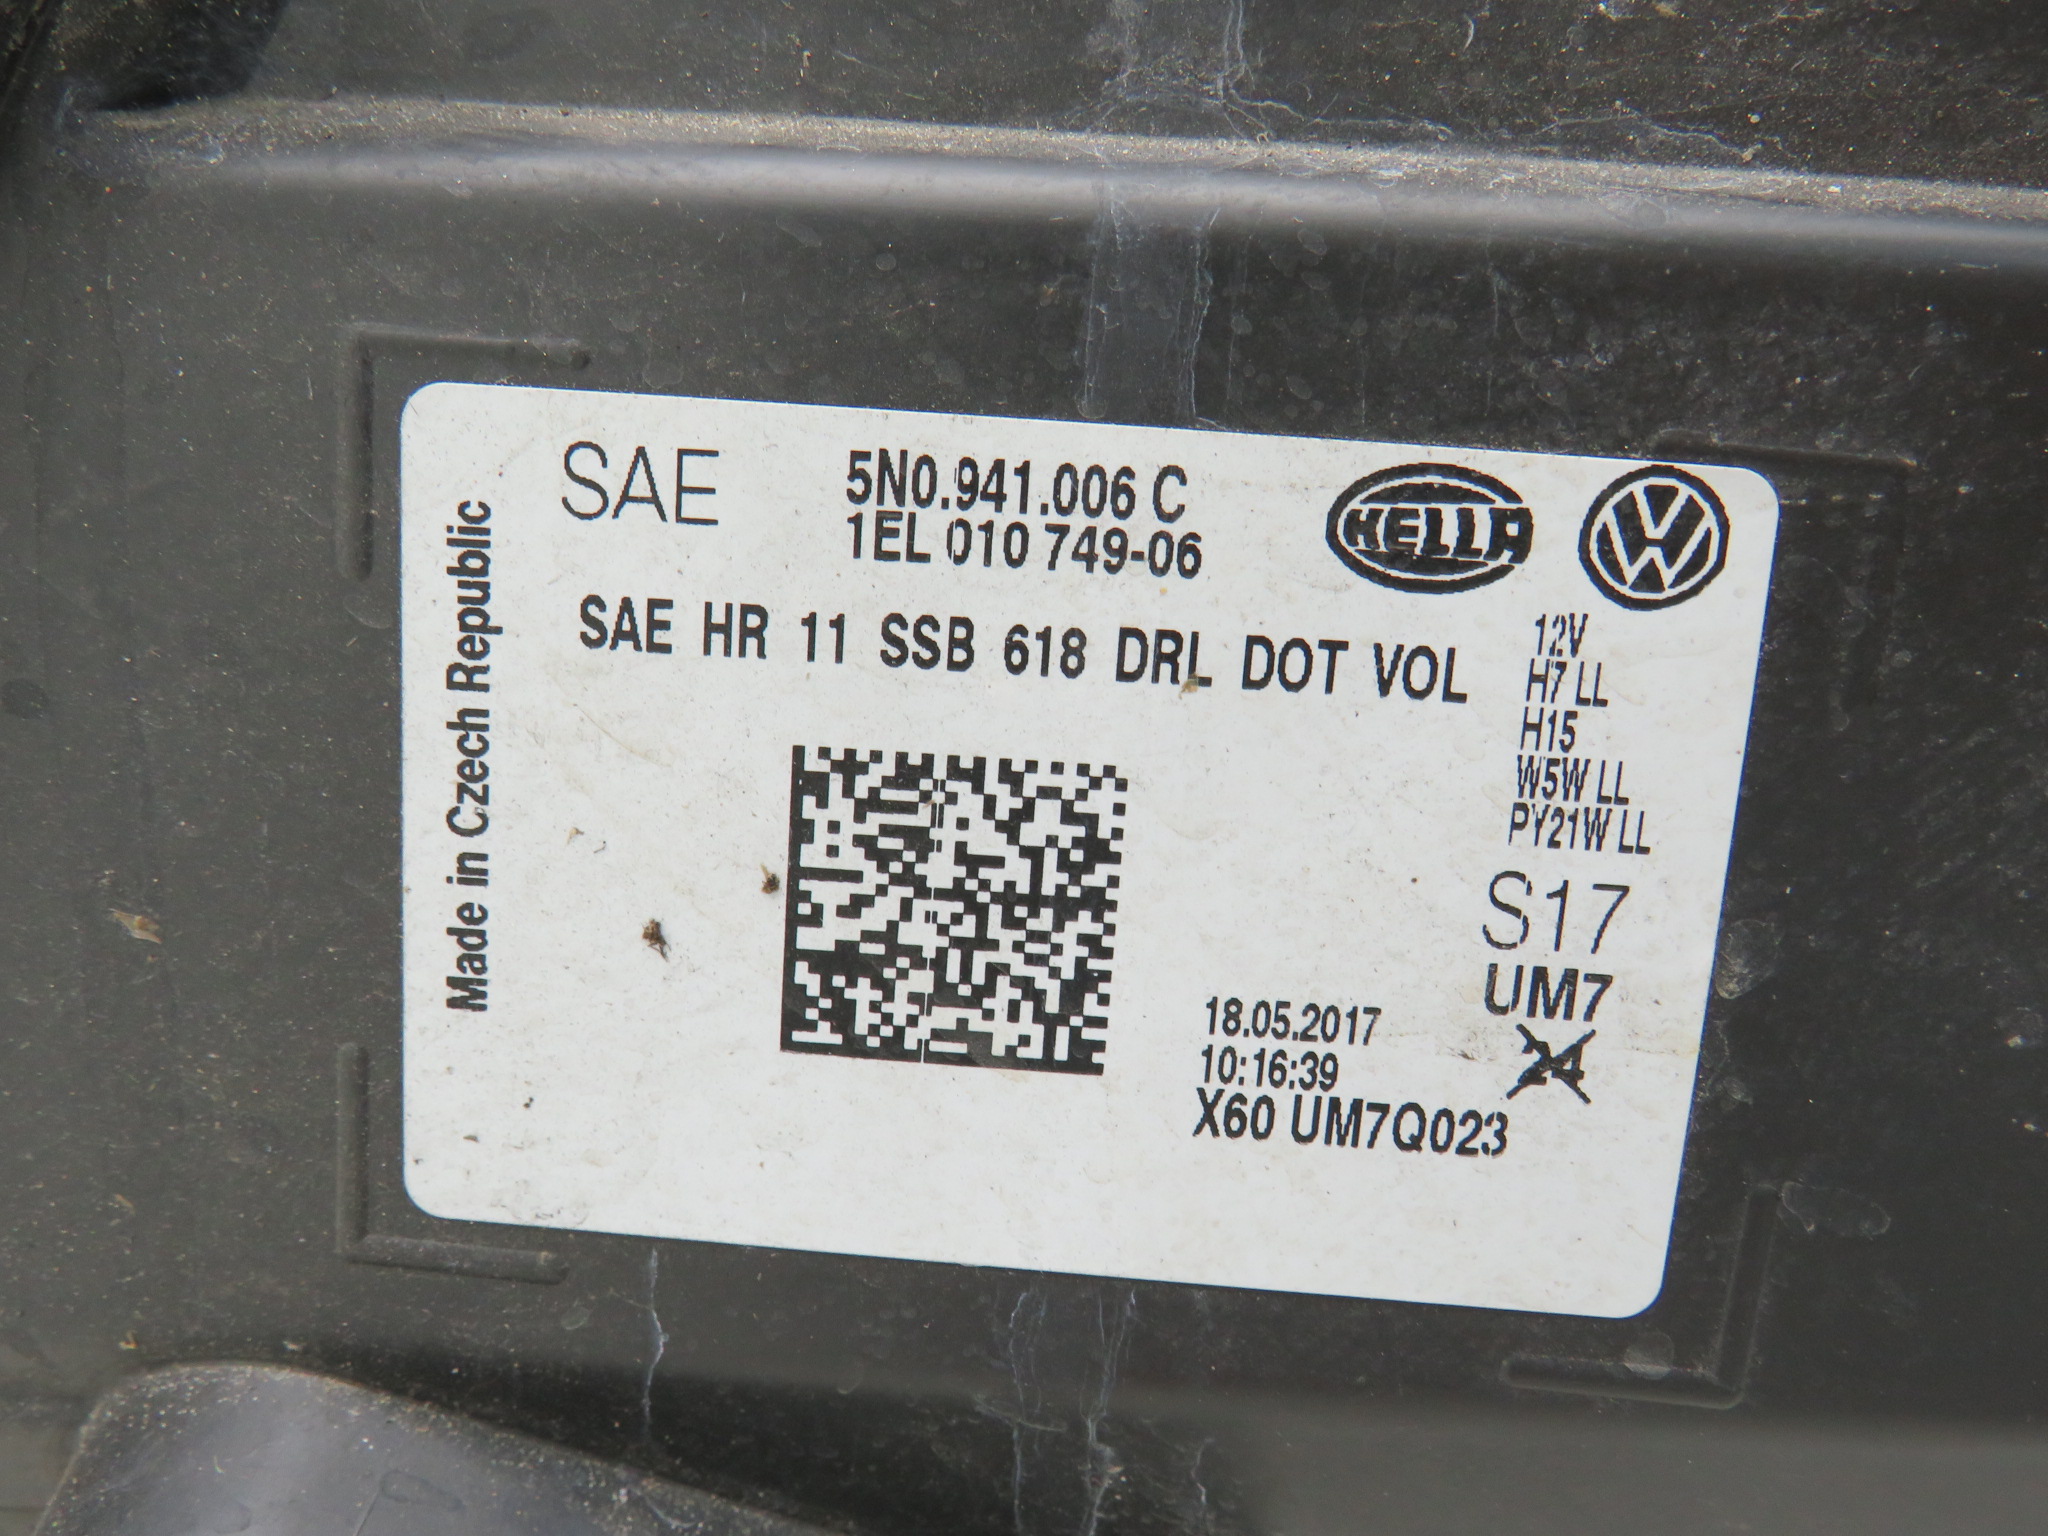 Made in Czech Republic
SAE
5N0.941.006 C
1EL 010 749-06
HELLA
SAE HR 11 SSB 618 DRL DOT VOL
12V
H7 LL
H15
W5W LL
PY21W LL
S17
UM7
24
18.05.2017
10:16:39
X60 UM7Q023